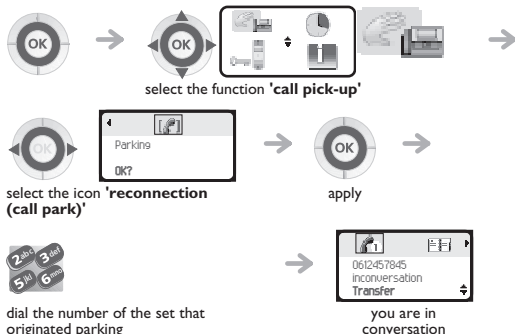 OK
OK
select the function 'call pick-up'
Parking
OK?
OK
OK
select the icon 'reconnection
(call park)'
apply
2abc 3def
5jkl 6mno
1
0612457845
inconversation
Transfer
dial the number of the set that
originated parking
you are in
conversation